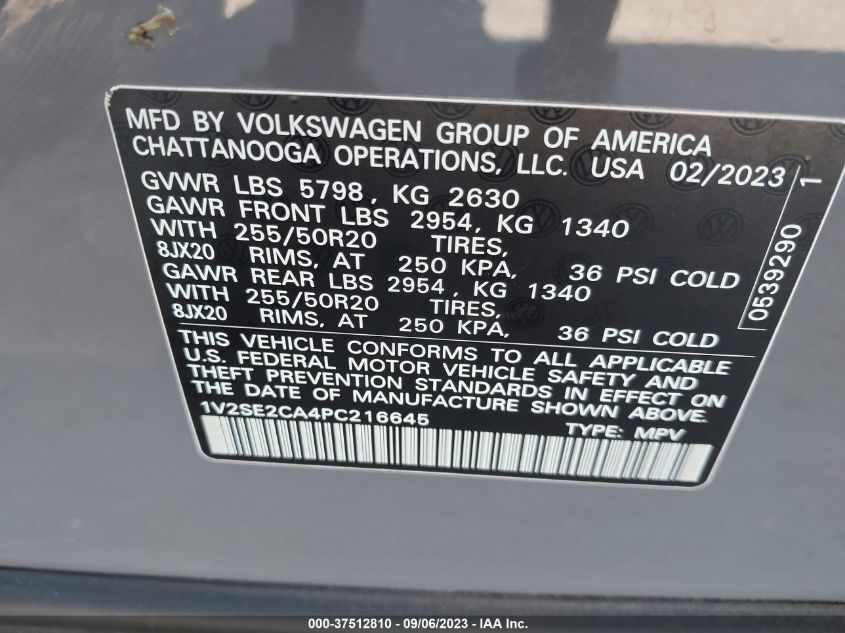 MFD BY VOLKSWAGEN GROUP OF AMERICA
CHATTANOOGA OPERATIONS, LLC. USA 02/2023
GVWR LBS 5798, KG 2630
GAWR FRONT LBS 2954, KG 1340
WITH 255/50R20 TIRES,
8JX20 RIMS, AT 250 KPA, 36 PSI COLD
GAWR REAR LBS 2954, KG 1340
WITH 255/50R20 TIRES,
8JX20 RIMS, AT 250 KPA, 36 PSI COLD
THIS VEHICLE CONFORMS TO ALL APPLICABLE
U.S. FEDERAL MOTOR VEHICLE SAFETY AND
THEFT PREVENTION STANDARDS IN EFFECT ON
THE DATE OF MANUFACTURE SHOWN ABOVE.
1V2SE2CA4PC216645 TYPE: MPV
0539290 1
000-37512810 - 09/06/2023 - IAA Inc.